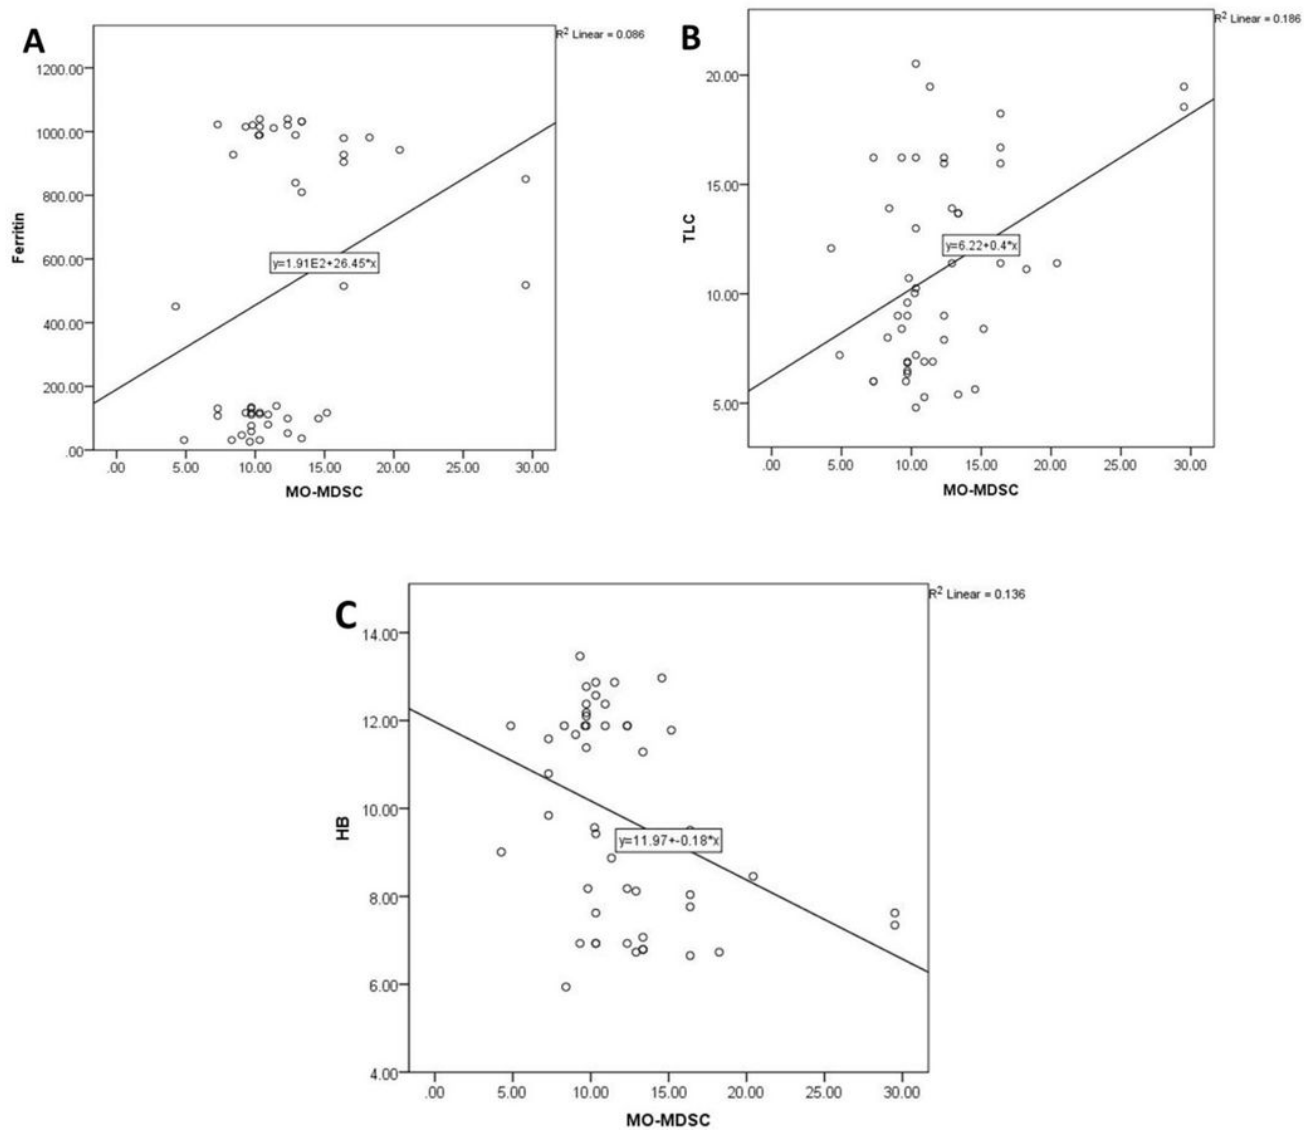 A
R² Linear = 0.086
1200.00
1000.00
800.00
600.00
400.00
200.00
.00
Ferritin
y=1.91E2+26.45*x
.00 5.00 10.00 15.00 20.00 25.00 30.00
MO-MDSC
B
R² Linear = 0.186
20.00
15.00
10.00
5.00
TLC
y=6.22+0.4*x
.00 5.00 10.00 15.00 20.00 25.00 30.00
MO-MDSC
C
R² Linear = 0.136
14.00
12.00
10.00
8.00
6.00
4.00
HB
y=11.97+-0.18*x
.00 5.00 10.00 15.00 20.00 25.00 30.00
MO-MDSC